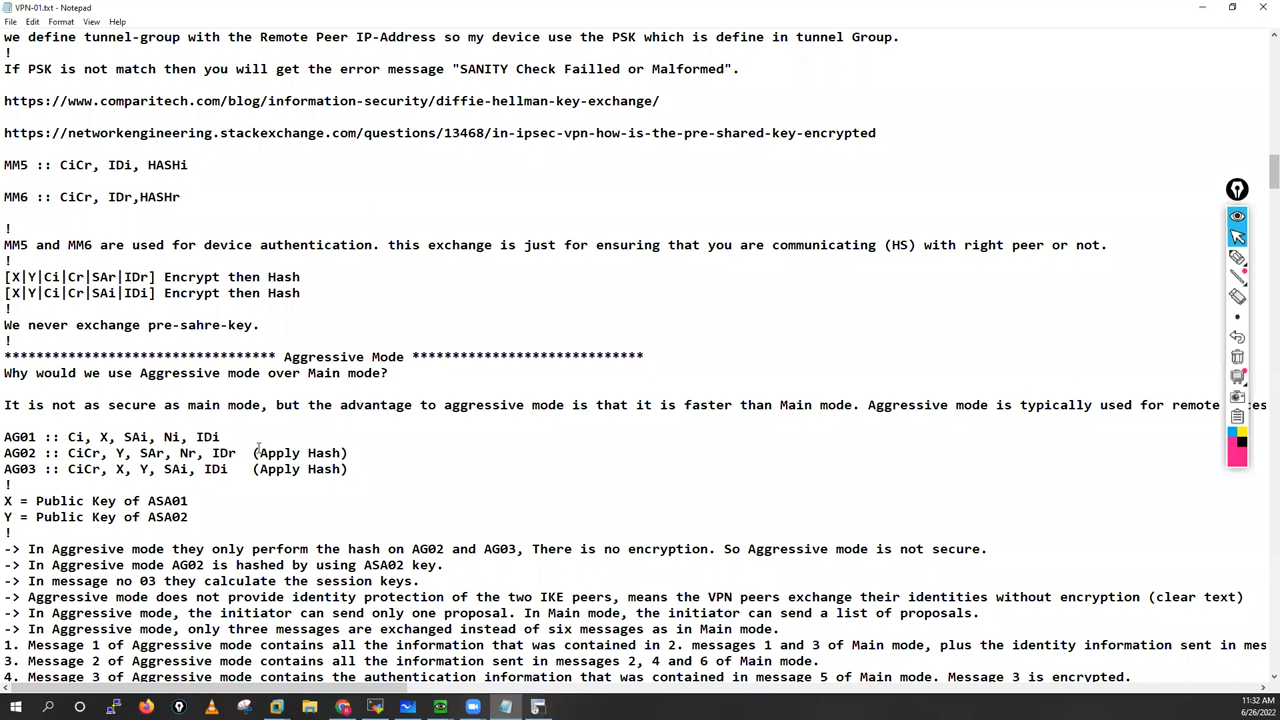 VPN-01.txt - Notepad
File Edit Format View Help
we define tunnel-group with the Remote Peer IP-Address so my device use the PSK which is define in tunnel Group.
!
If PSK is not match then you will get the error message "SANITY Check Failled or Malformed".
https://www.comparitech.com/blog/information-security/diffie-hellman-key-exchange/
https://networkengineering.stackexchange.com/questions/13468/in-ipsec-vpn-how-is-the-pre-shared-key-encrypted
MM5 :: CiCr, IDi, HASHi
MM6 :: CiCr, IDr,HASHr
!
MM5 and MM6 are used for device authentication. this exchange is just for ensuring that you are communicating (HS) with right peer or not.
!
[X|Y|Ci|Cr|SAr|IDr] Encrypt then Hash
[X|Y|Ci|Cr|SAi|IDi] Encrypt then Hash
!
We never exchange pre-sahre-key.
!
********************************** Aggressive Mode *****************************
Why would we use Aggressive mode over Main mode?
It is not as secure as main mode, but the advantage to aggressive mode is that it is faster than Main mode. Aggressive mode is typically used for remote ces
AG01 :: Ci, X, SAi, Ni, IDi
AG02 :: CiCr, Y, SAr, Nr, IDr (Apply Hash)
AG03 :: CiCr, X, Y, SAi, IDi (Apply Hash)
!
X = Public Key of ASA01
Y = Public Key of ASA02
!
-> In Aggresive mode they only perform the hash on AG02 and AG03, There is no encryption. So Aggressive mode is not secure.
-> In Aggresive mode AG02 is hashed by using ASA02 key.
-> In message no 03 they calculate the session keys.
-> Aggressive mode does not provide identity protection of the two IKE peers, means the VPN peers exchange their identities without encryption (clear text)
-> In Aggressive mode, the initiator can send only one proposal. In Main mode, the initiator can send a list of proposals.
-> In Aggressive mode, only three messages are exchanged instead of six messages as in Main mode.
1. Message 1 of Aggressive mode contains all the information that was contained in 2. messages 1 and 3 of Main mode, plus the identity information sent in mes
3. Message 2 of Aggressive mode contains all the information sent in messages 2, 4 and 6 of Main mode.
4. Message 3 of Aggressive mode contains the authentication information that was contained in message 5 of Main mode. Message 3 is encrypted.
11:32 AM
6/26/2022